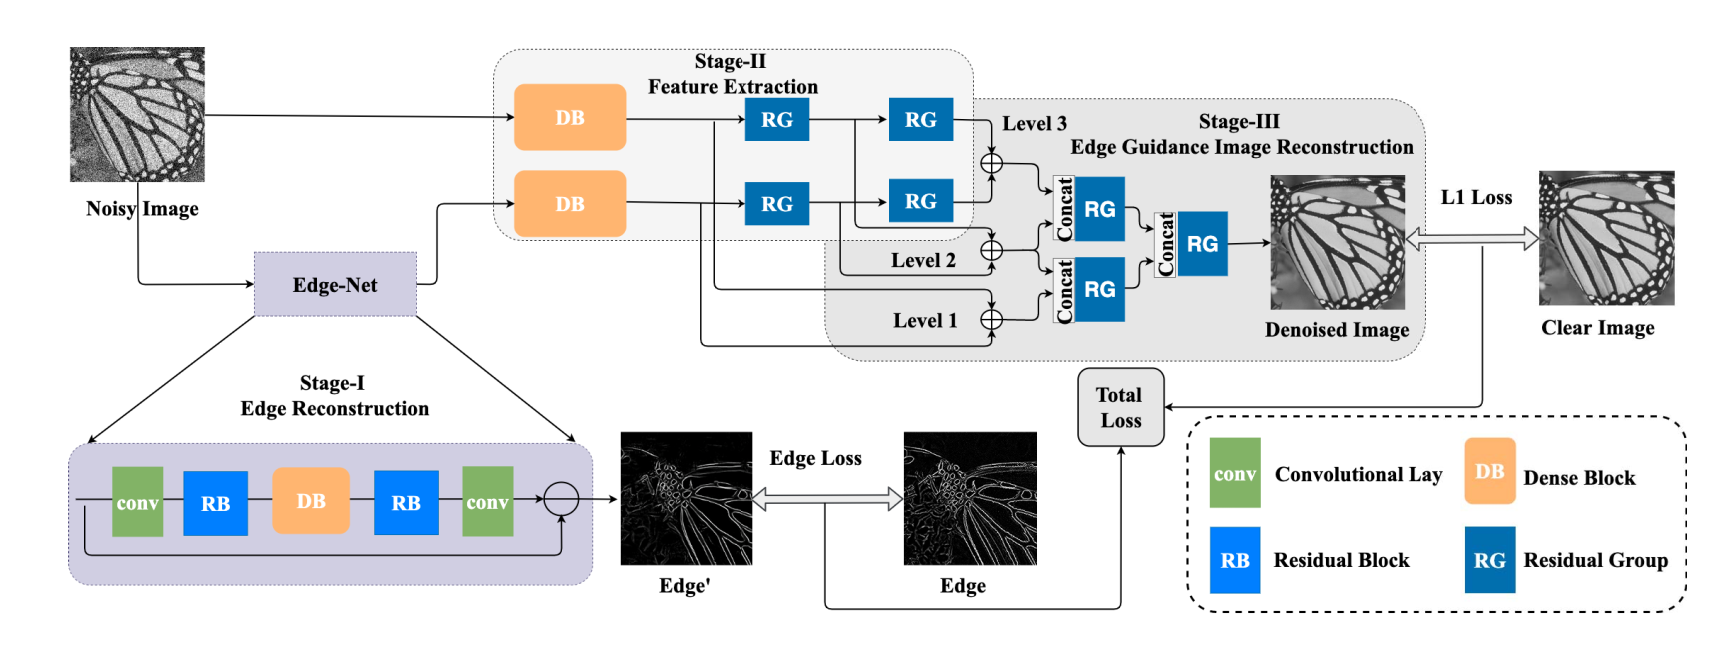 Stage-II
Feature Extraction
DB
RG
RG
Level 3
Stage-III
Edge Guidance Image Reconstruction
Noisy Image
DB
RG
RG
Concat
RG
L1 Loss
Concat
RG
Level 2
Edge-Net
Concat
RG
Level 1
Denoised Image
Clear Image
Stage-I
Edge Reconstruction
Total
Loss
Edge Loss
conv
RB
DB
RB
conv
Edge'
Edge
conv
Convolutional Lay
DB
Dense Block
RB
Residual Block
RG
Residual Group